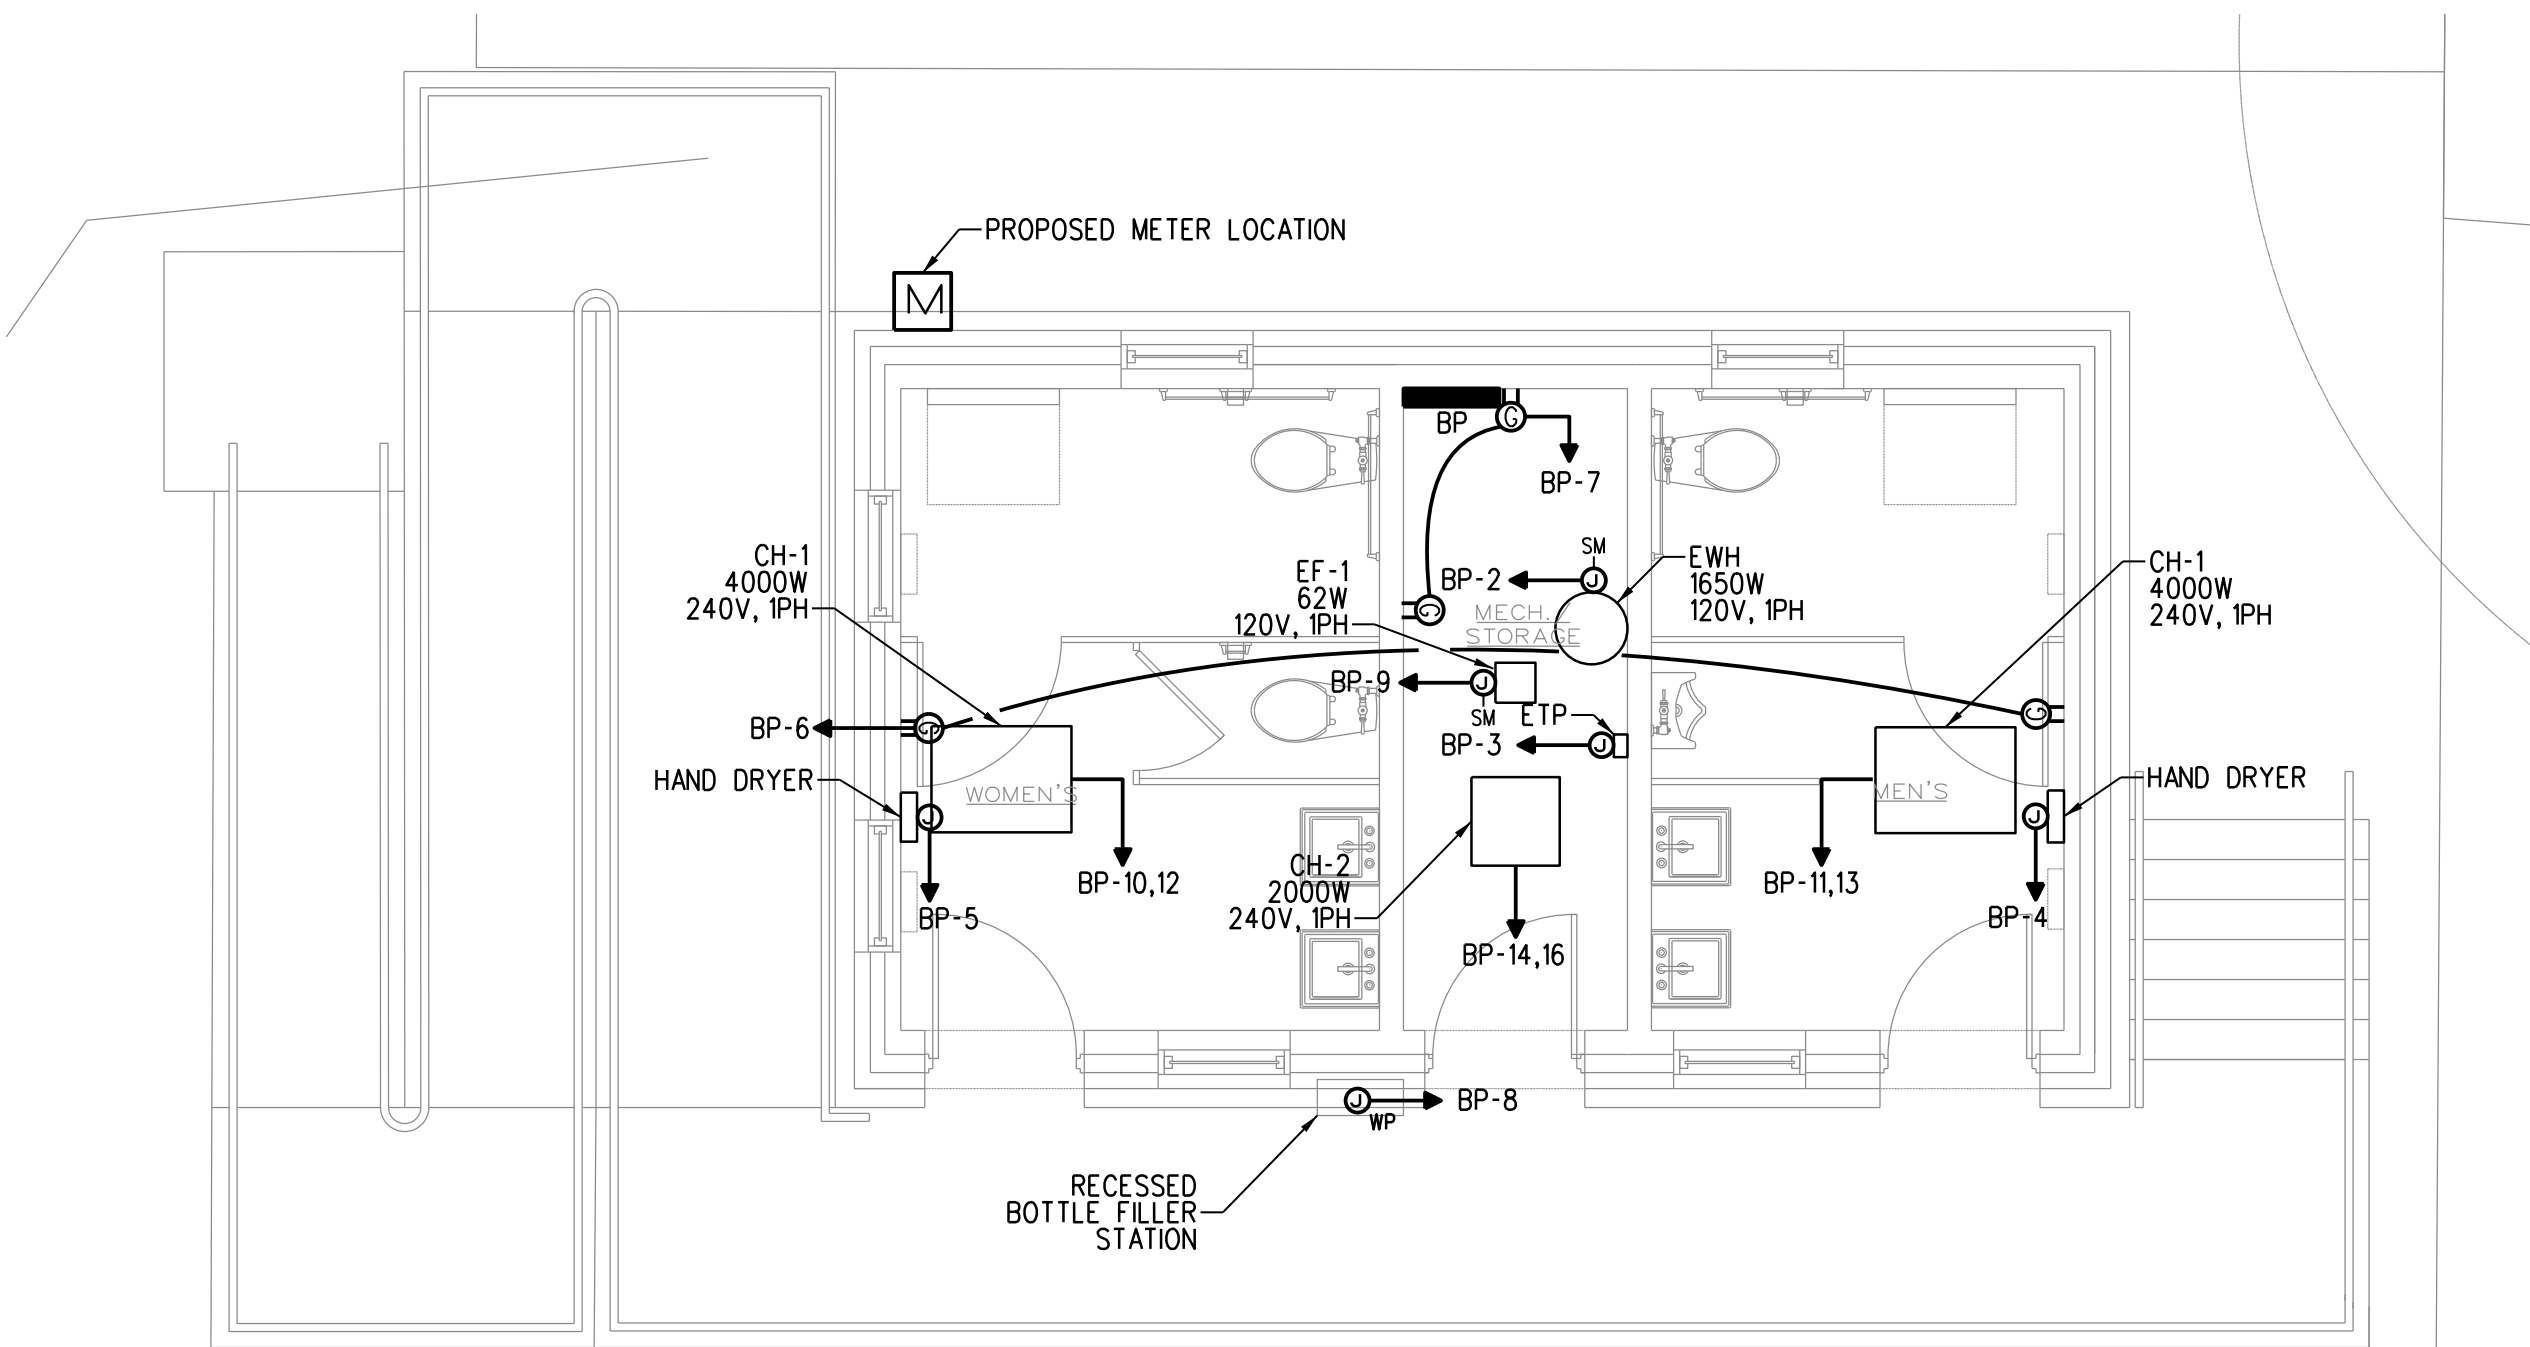 PROPOSED METER LOCATION
M
BP
G
BP-7
CH-1
4000W
240V, 1PH
EF-1
62W
120V, 1PH
SM
J
BP-2
EWH
1650W
120V, 1PH
CH-1
4000W
240V, 1PH
G
MECH.
STORAGE
BP-9
J
SM
ETP
BP-3
J
BP-6
G
G
HAND DRYER
J
WOMEN'S
MEN'S
HAND DRYER
J
BP-10,12
BP-5
CH-2
2000W
240V, 1PH
BP-14,16
BP-11,13
BP-4
J
WP
BP-8
RECESSED
BOTTLE FILLER
STATION